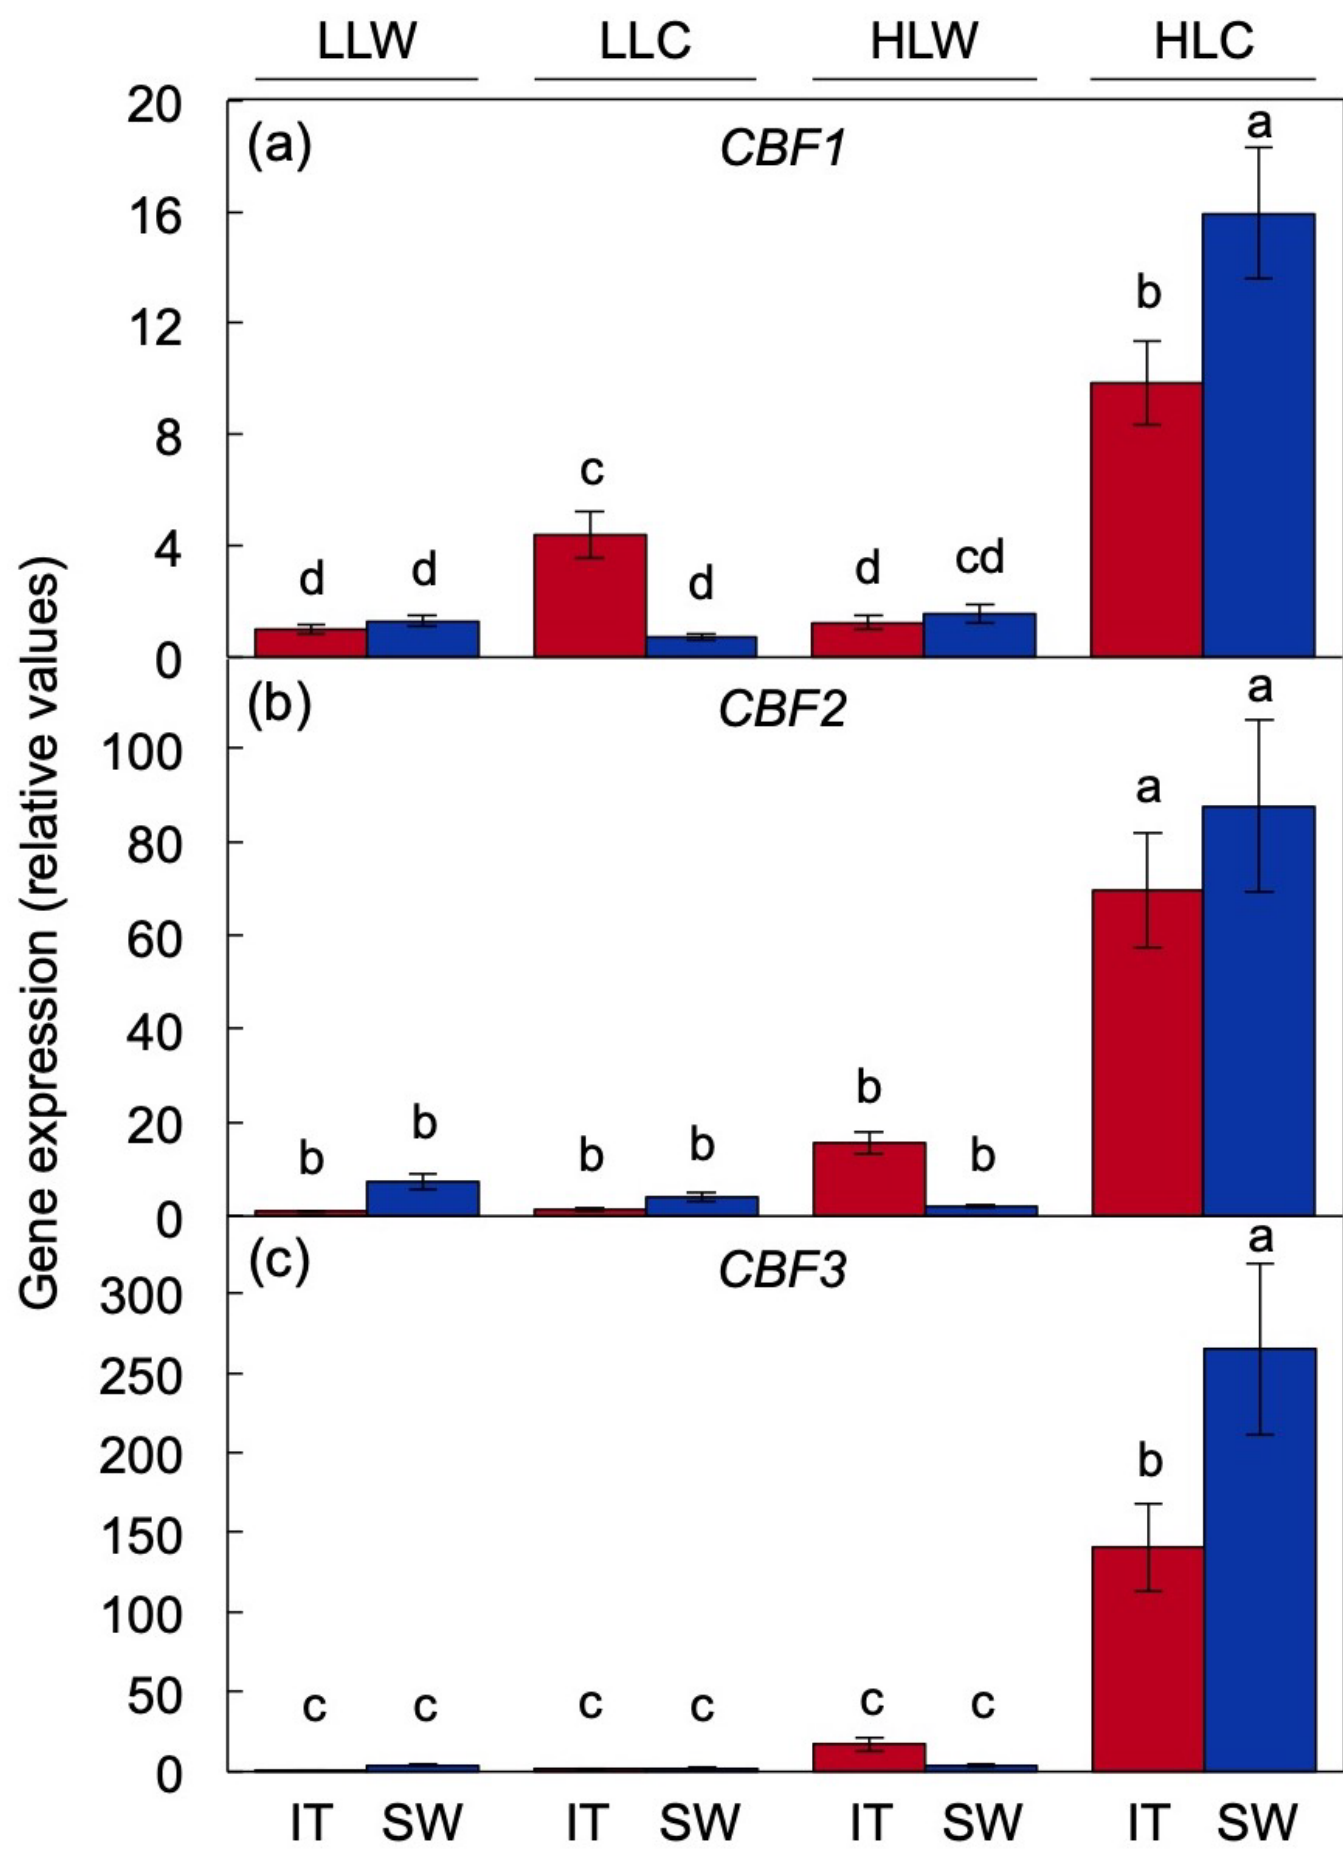 LLW LLC HLW HLC
Gene expression (relative values)
(a) CBF1
20
16
12
8
4
0
d d c d d cd b a
(b) CBF2
100
80
60
40
20
0
b b b b b b a a
(c) CBF3
300
250
200
150
100
50
0
c c c c c c b a
IT SW IT SW IT SW IT SW